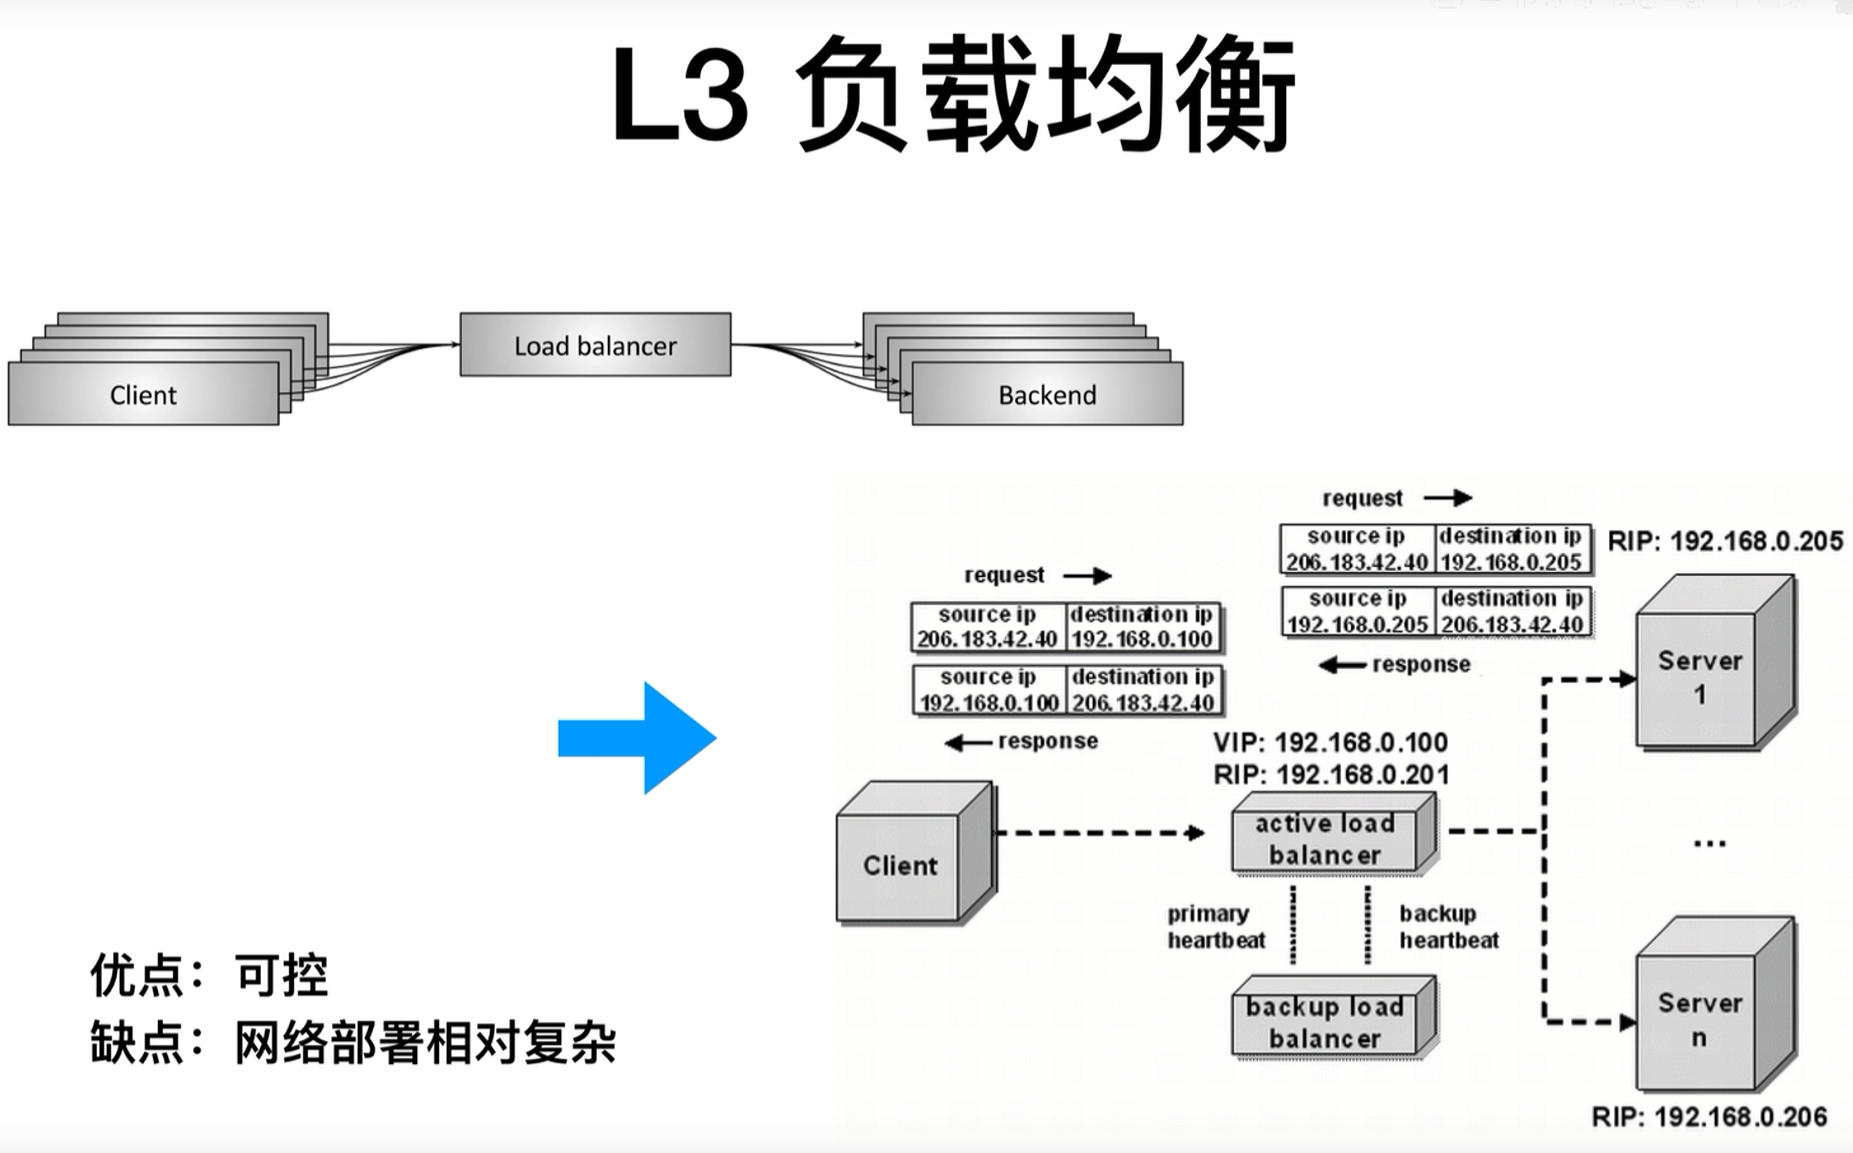 L3 负载均衡
Client
Load balancer
Backend
request
source ip destination ip
206.183.42.40 192.168.0.100
source ip destination ip
192.168.0.100 206.183.42.40
response
request
source ip destination ip
206.183.42.40 192.168.0.205
source ip destination ip
192.168.0.205 206.183.42.40
response
RIP: 192.168.0.205
Server
1
VIP: 192.168.0.100
RIP: 192.168.0.201
active load
balancer
Client
...
primary
heartbeat
backup
heartbeat
backup load
balancer
Server
n
RIP: 192.168.0.206
优点：可控
缺点：网络部署相对复杂